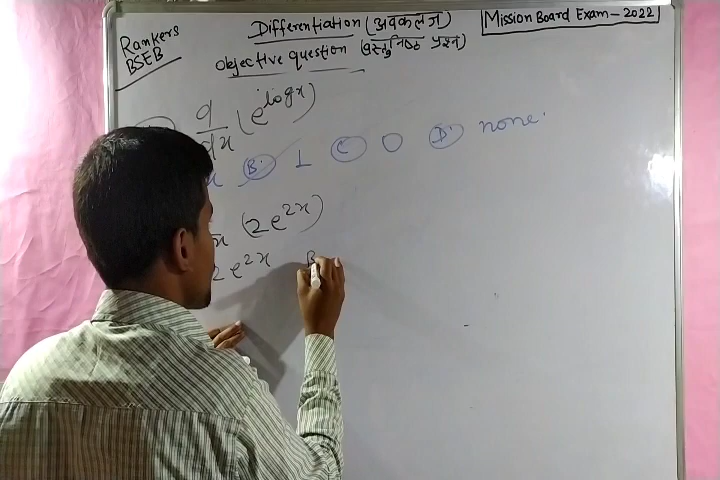 Rankers
BSEB
Differentiation (अवकलज)
Objective question (वस्तुनिष्ठ प्रश्न)
Mission Board Exam-2022
d/dx (e^logx)
x B. 1 C. 0 D. none.
x (2e^2x)
2e^2x B